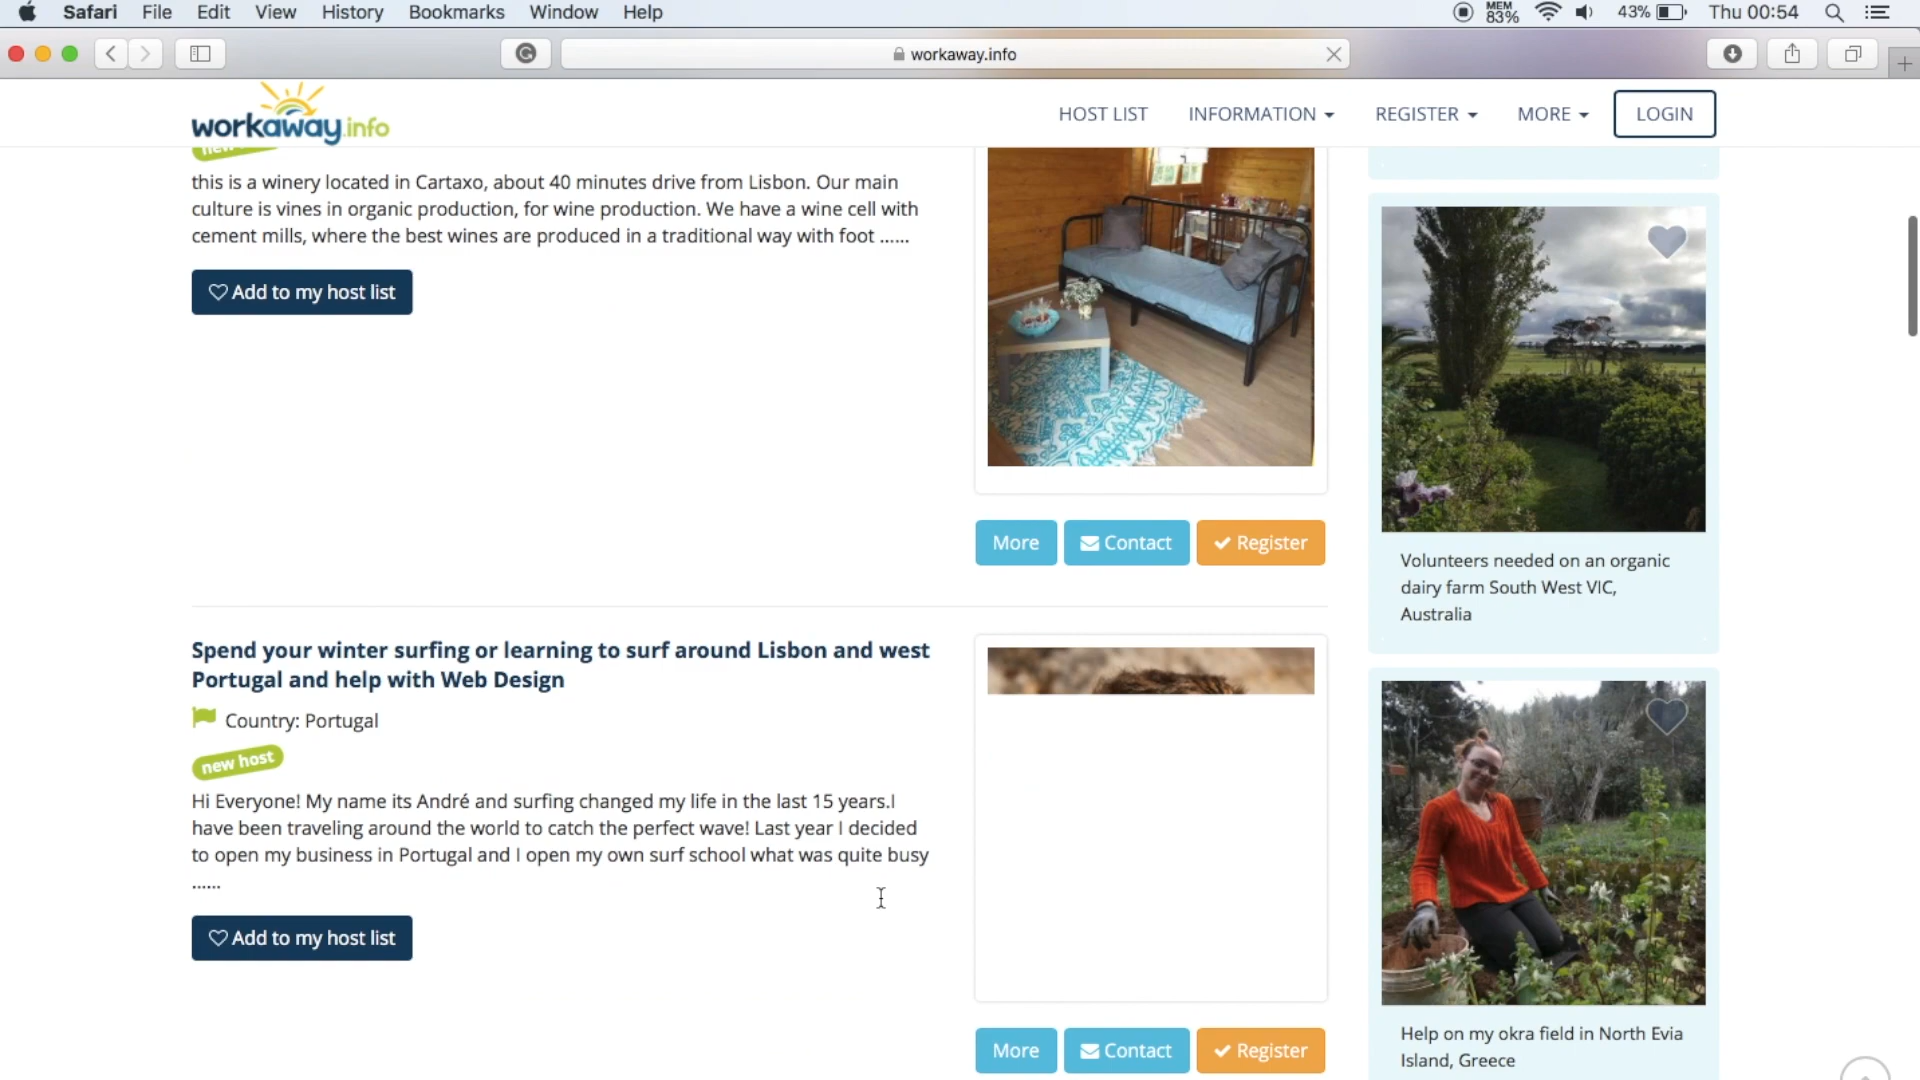 Safari File Edit View History Bookmarks Window Help MEM 83% 43% Thu 00:54
workaway.info
workaway.info HOST LIST INFORMATION REGISTER MORE LOGIN
this is a winery located in Cartaxo, about 40 minutes drive from Lisbon. Our main
culture is vines in organic production, for wine production. We have a wine cell with
cement mills, where the best wines are produced in a traditional way with foot ......
Add to my host list
More Contact Register
Spend your winter surfing or learning to surf around Lisbon and west
Portugal and help with Web Design
Country: Portugal
new host
Hi Everyone! My name its André and surfing changed my life in the last 15 years.I
have been traveling around the world to catch the perfect wave! Last year I decided
to open my business in Portugal and I open my own surf school what was quite busy
......
Add to my host list
More Contact Register
Volunteers needed on an organic
dairy farm South West VIC,
Australia
Help on my okra field in North Evia
Island, Greece